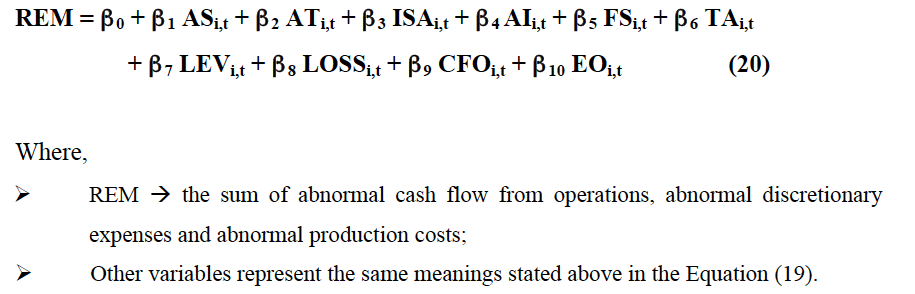 REM = β₀ + β₁ ASᵢ,ₜ + β₂ ATᵢ,ₜ + β₃ ISAᵢ,ₜ + β₄ AIᵢ,ₜ + β₅ FSᵢ,ₜ + β₆ TAᵢ,ₜ
+ β₇ LEVᵢ,ₜ + β₈ LOSSᵢ,ₜ + β₉ CFOᵢ,ₜ + β₁₀ EOᵢ,ₜ (20)
Where,
➢ REM → the sum of abnormal cash flow from operations, abnormal discretionary
expenses and abnormal production costs;
➢ Other variables represent the same meanings stated above in the Equation (19).